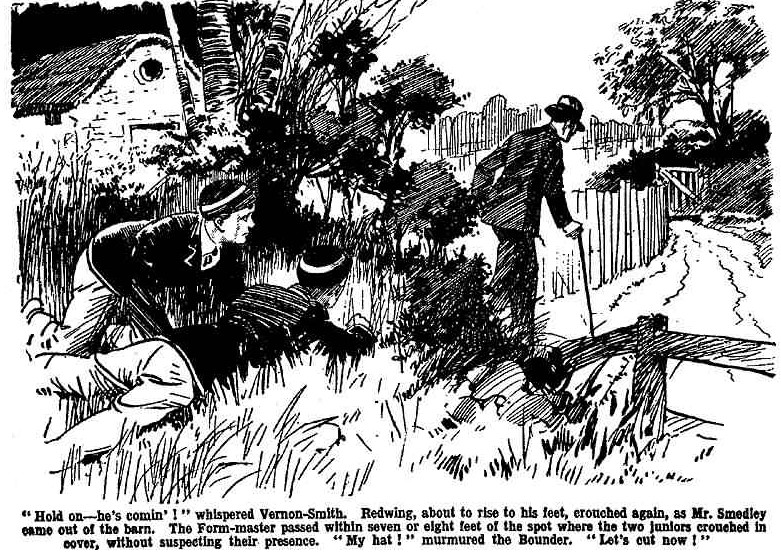 "Hold on—he's comin'!" whispered Vernon-Smith. Redwing, about to rise to his feet, crouched again, as Mr. Smedley
came out of the barn. The Form-master passed within seven or eight feet of the spot where the two juniors crouched in
cover, without suspecting their presence. "My hat!" murmured the Bounder. "Let's cut now!"